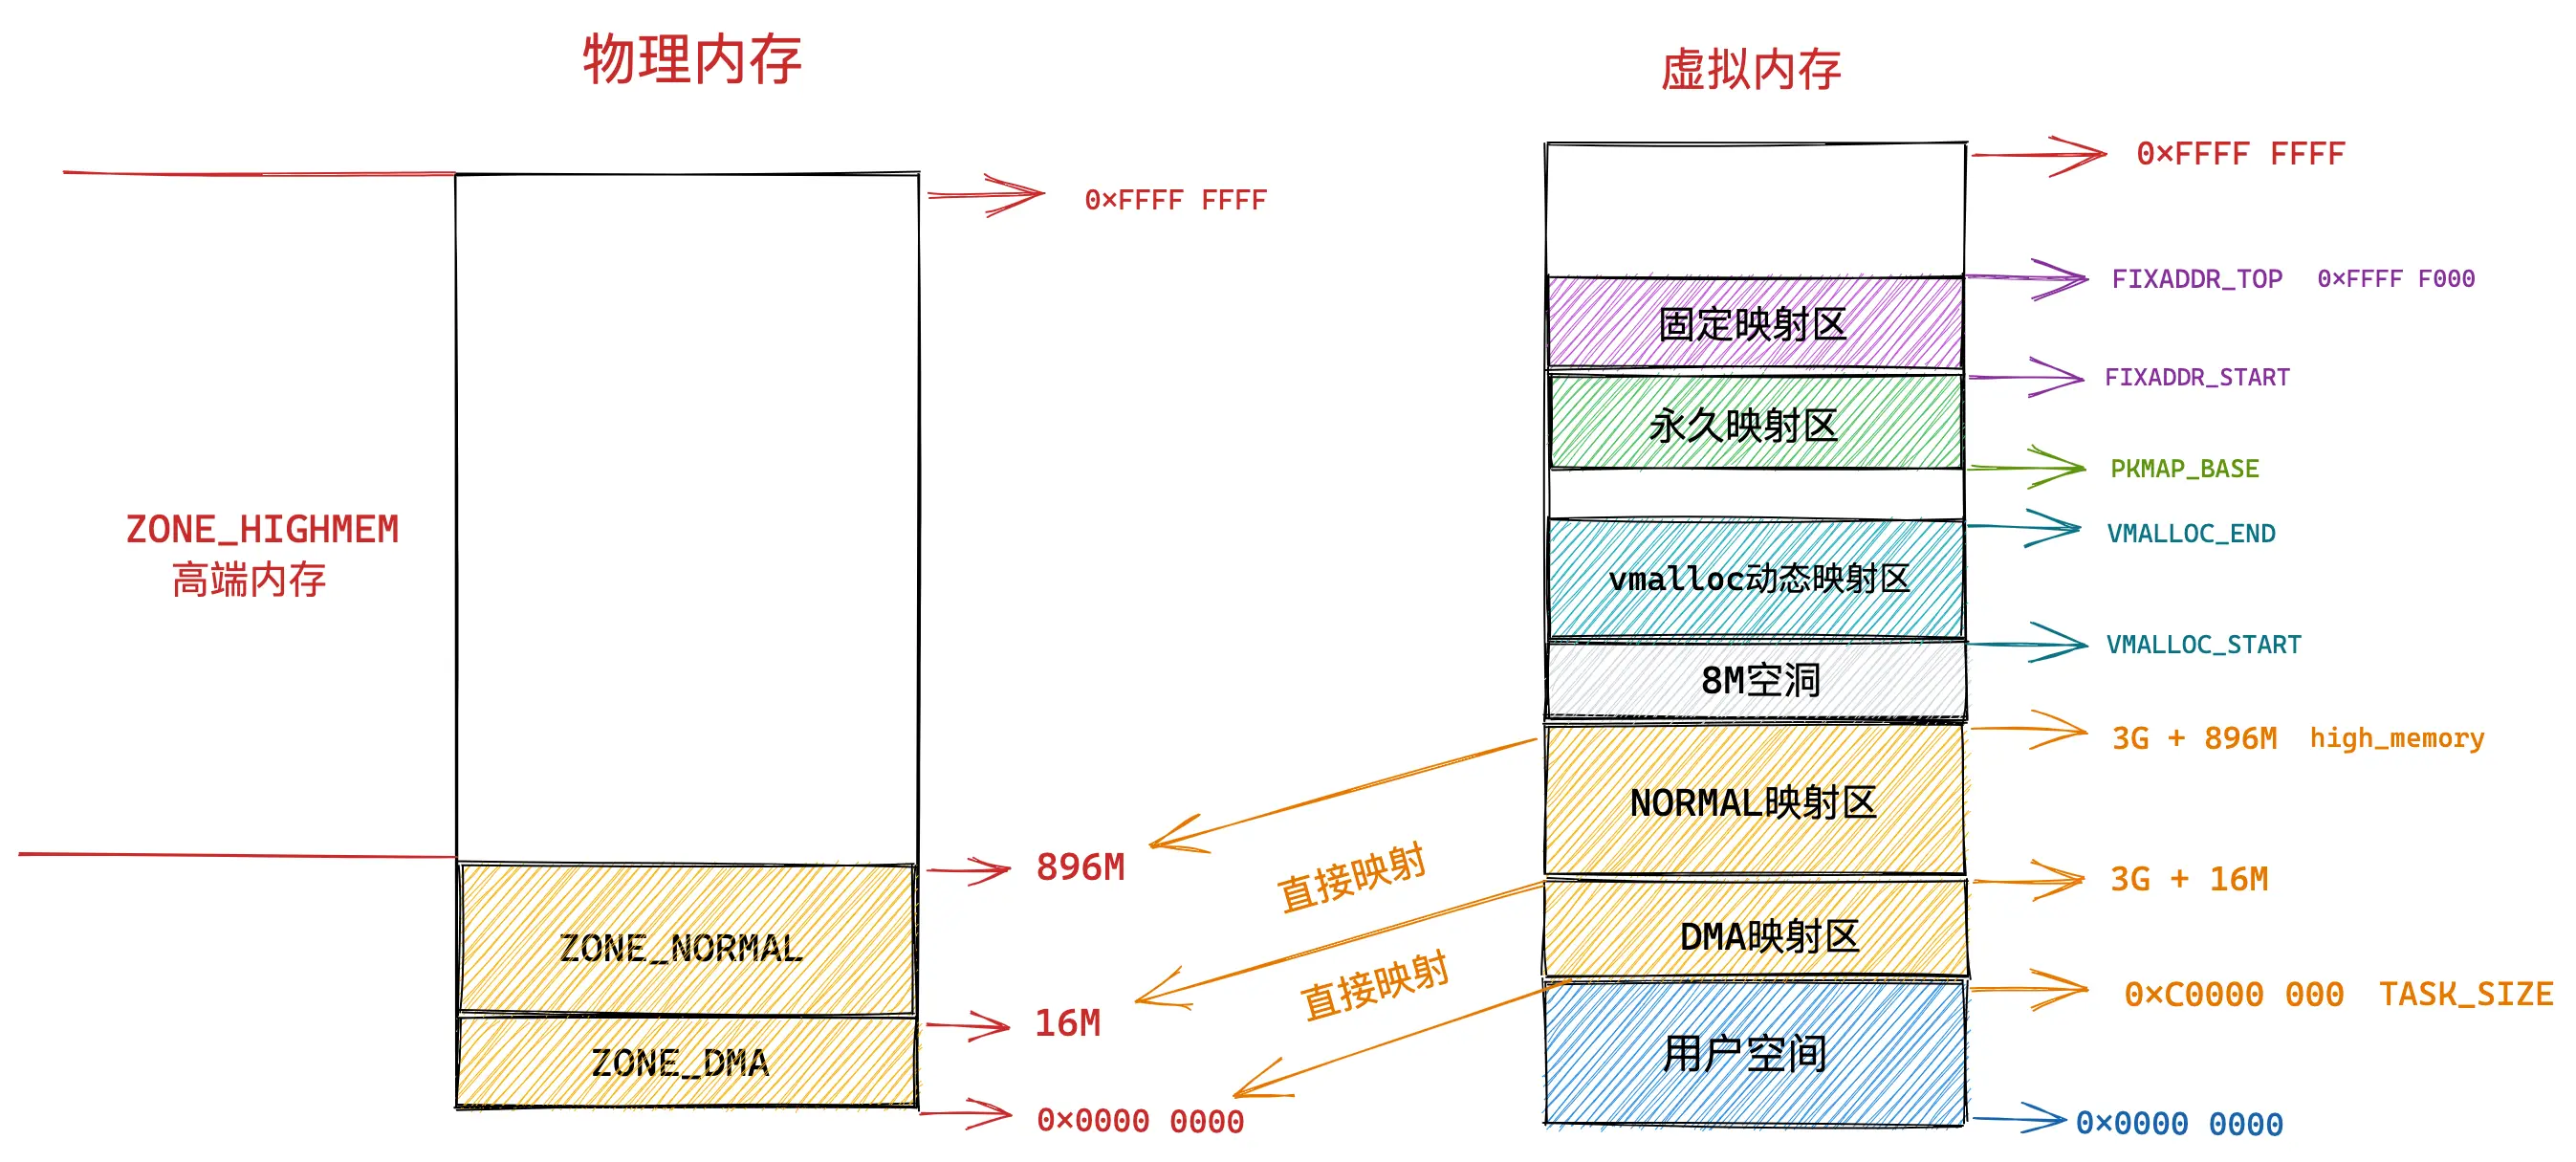 物理内存
虚拟内存
0×FFFF FFFF
ZONE_HIGHMEM
高端内存
896M
ZONE_NORMAL
16M
ZONE_DMA
0×0000 0000
直接映射
直接映射
0×FFFF FFFF
FIXADDR_TOP 0×FFFF F000
固定映射区
FIXADDR_START
永久映射区
PKMAP_BASE
VMALLOC_END
vmalloc动态映射区
VMALLOC_START
8M空洞
3G + 896M high_memory
NORMAL映射区
3G + 16M
DMA映射区
0×C0000 000 TASK_SIZE
用户空间
0×0000 0000